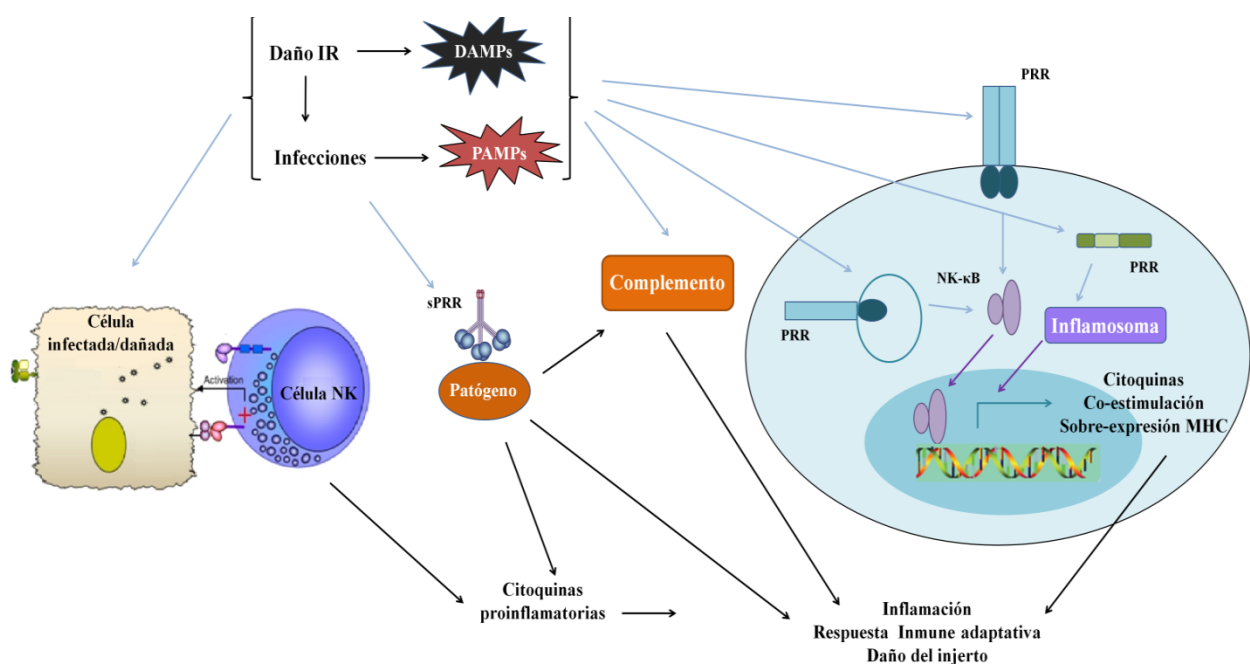 Daño IR
DAMPs
Infecciones
PAMPs
PRR
PRR
NK-κB
PRR
Inflamosoma
Complemento
sPRR
Patógeno
Célula
infectada/dañada
Activation
Célula NK
Citoquinas
Co-estimulación
Sobre-expresión MHC
Citoquinas
proinflamatorias
Inflamación
Respuesta Inmune adaptativa
Daño del injerto